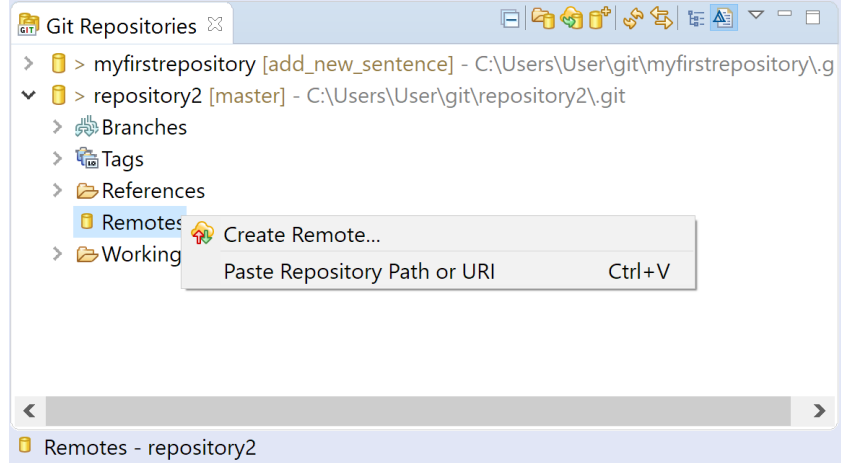 Git Repositories
> myfirstrepository [add_new_sentence] - C:\Users\User\git\myfirstrepository\.g
> repository2 [master] - C:\Users\User\git\repository2\.git
Branches
Tags
References
Remotes
Create Remote...
Working
Paste Repository Path or URI Ctrl+V
Remotes - repository2